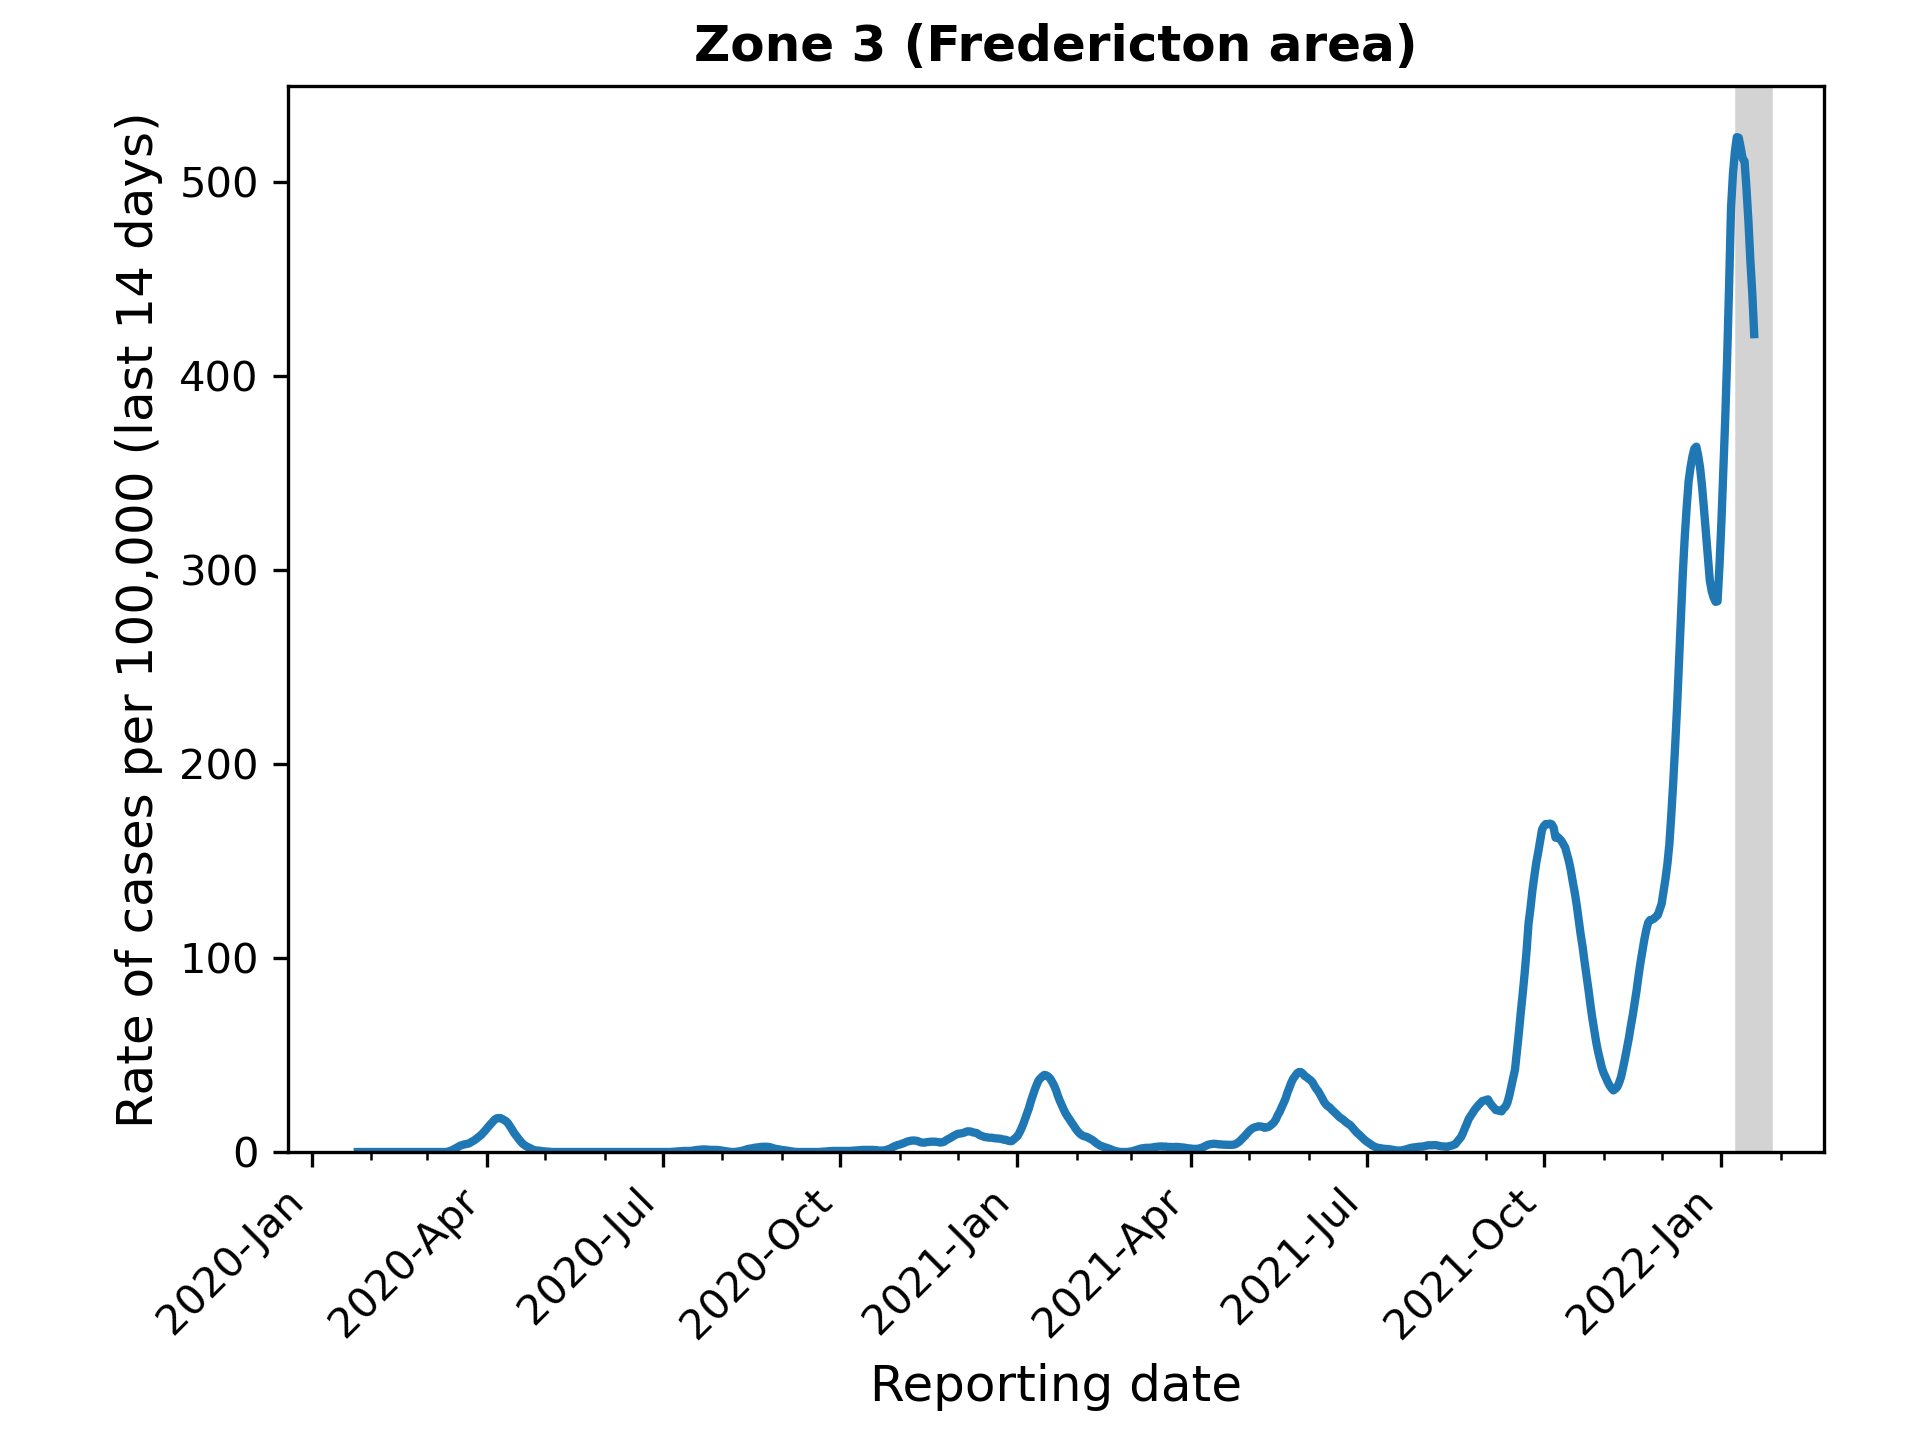 Zone 3 (Fredericton area)
Rate of cases per 100,000 (last 14 days)
500
400
300
200
100
0
2020-Jan
2020-Apr
2020-Jul
2020-Oct
2021-Jan
2021-Apr
2021-Jul
2021-Oct
2022-Jan
Reporting date